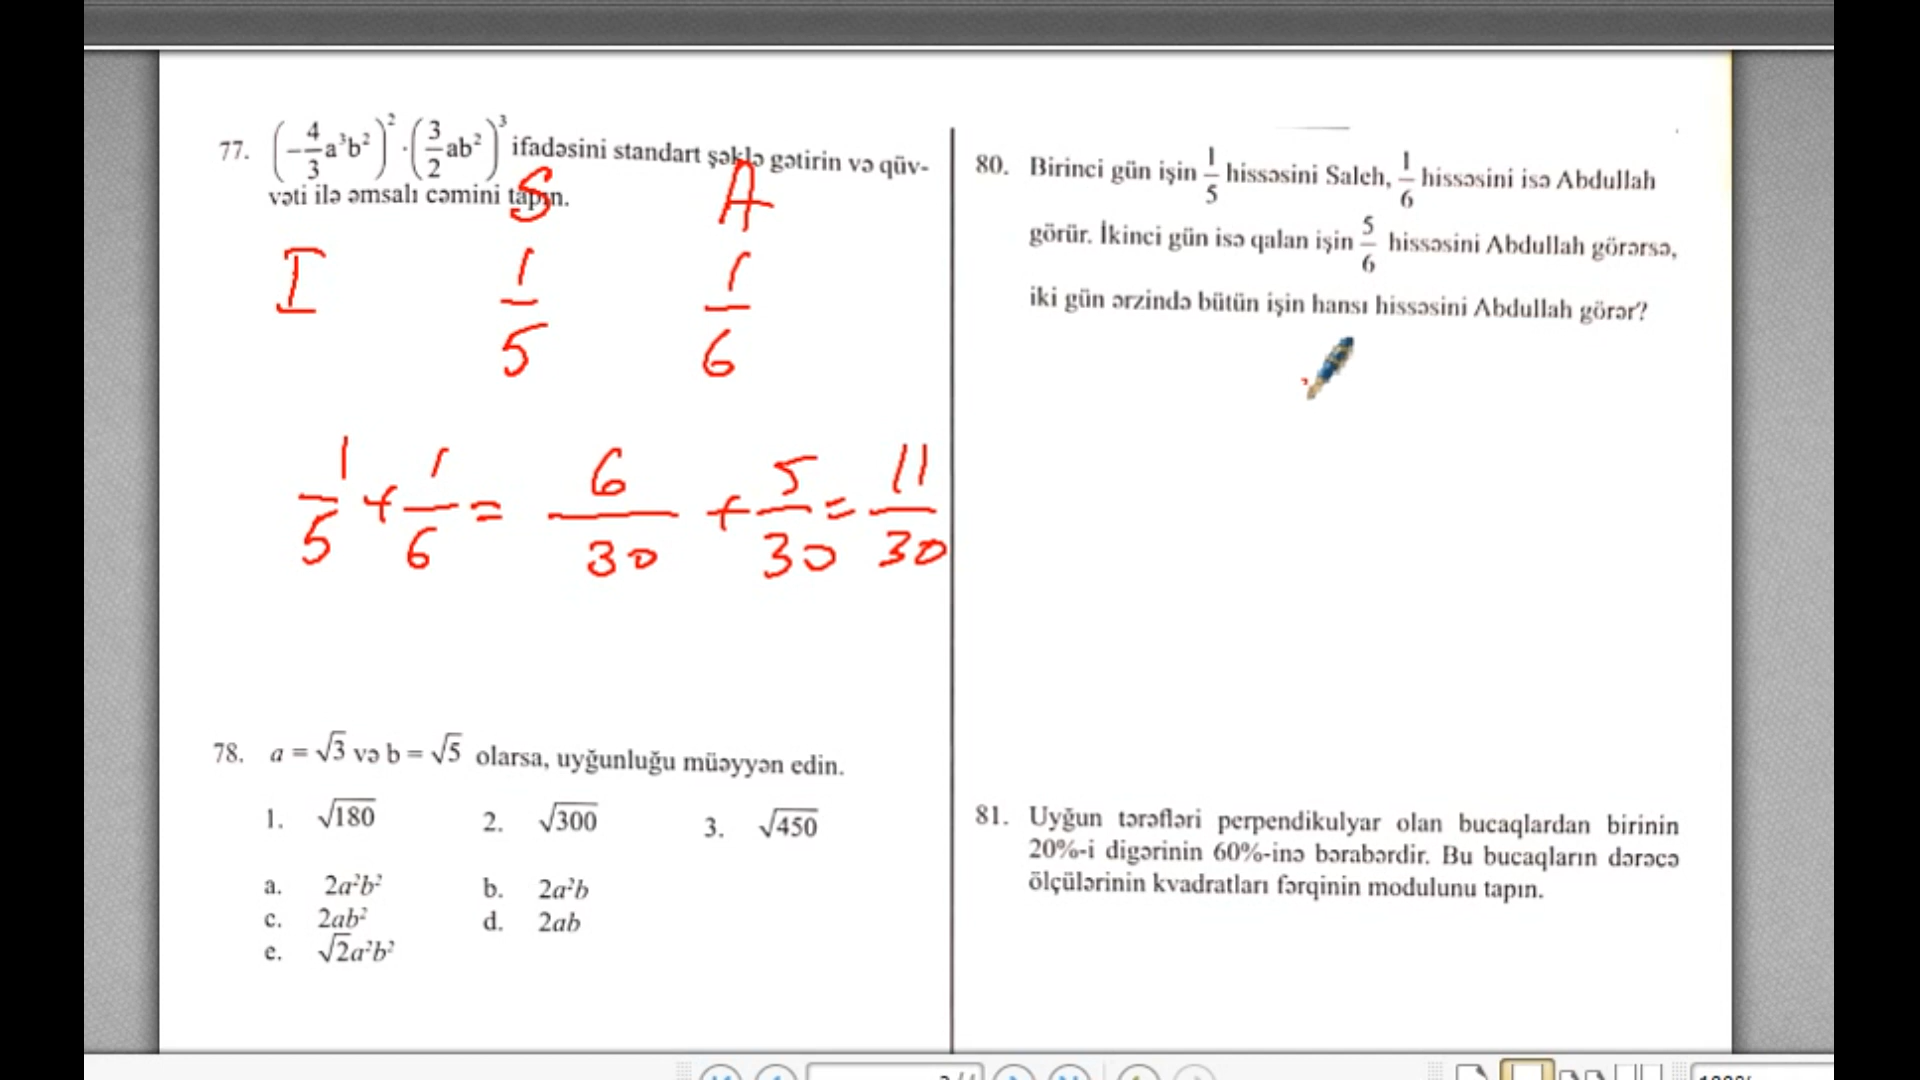 77. (-4/3 a³b²)² · (3/2 ab²)³ ifadəsini standart şəklə gətirin və qüv-
vəti ilə əmsalı cəmini tapın.
S A
I 1/5 1/6
1/5 + 1/6 = 6/30 + 5/30 = 11/30
78. a = √3 və b = √5 olarsa, uyğunluğu müəyyən edin.
1. √180 2. √300 3. √450
a. 2a²b² b. 2a²b
c. 2ab² d. 2ab
e. √2a²b²
80. Birinci gün işin 1/5 hissəsini Saleh, 1/6 hissəsini isə Abdullah
görür. İkinci gün isə qalan işin 5/6 hissəsini Abdullah görərsə,
iki gün ərzində bütün işin hansı hissəsini Abdullah görər?
81. Uyğun tərəfləri perpendikulyar olan bucaqlardan birinin
20%-i digərinin 60%-inə bərabərdir. Bu bucaqların dərəcə
ölçülərinin kvadratları fərqinin modulunu tapın.